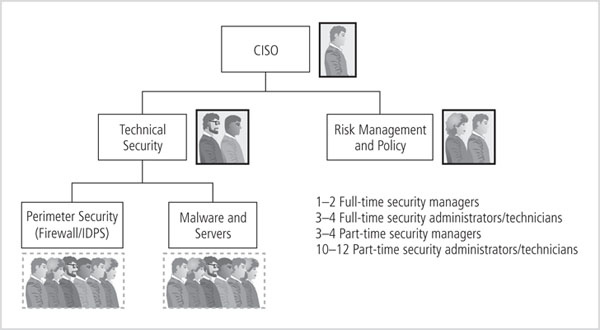 CISO
Technical
Security
Risk Management
and Policy
Perimeter Security
(Firewall/IDPS)
Malware and
Servers
1–2 Full-time security managers
3–4 Full-time security administrators/technicians
3–4 Part-time security managers
10–12 Part-time security administrators/technicians